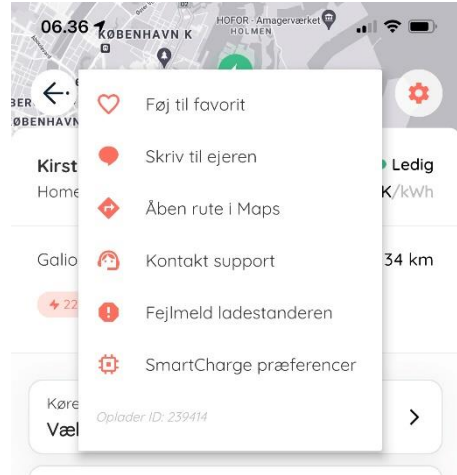 06.36
KØBENHAVN K
HOFOR - Amagerværket
HOLMEN
Føj til favorit
Skriv til ejeren
Kirst
Ledig
Home
K/kWh
Åben rute i Maps
Galio
Kontakt support
34 km
22
Fejlmeld ladestanderen
SmartCharge præferencer
Køre
Væl
Oplader ID: 239414